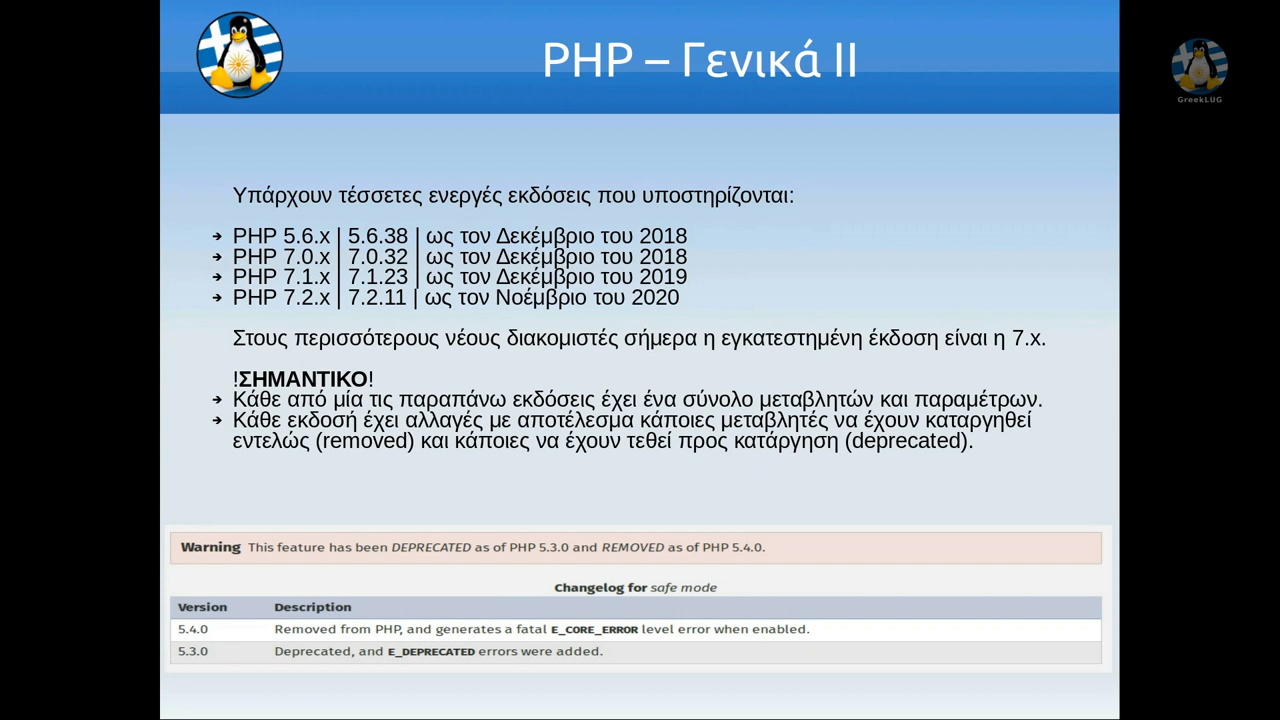 PHP – Γενικά II
GreekLUG
Υπάρχουν τέσσετες ενεργές εκδόσεις που υποστηρίζονται:
➔ PHP 5.6.x | 5.6.38 | ως τον Δεκέμβριο του 2018
➔ PHP 7.0.x | 7.0.32 | ως τον Δεκέμβριο του 2018
➔ PHP 7.1.x | 7.1.23 | ως τον Δεκέμβριο του 2019
➔ PHP 7.2.x | 7.2.11 | ως τον Νοέμβριο του 2020
Στους περισσότερους νέους διακομιστές σήμερα η εγκατεστημένη έκδοση είναι η 7.x.
!ΣΗΜΑΝΤΙΚΟ!
➔ Κάθε από μία τις παραπάνω εκδόσεις έχει ένα σύνολο μεταβλητών και παραμέτρων.
➔ Κάθε εκδοσή έχει αλλαγές με αποτέλεσμα κάποιες μεταβλητές να έχουν καταργηθεί
εντελώς (removed) και κάποιες να έχουν τεθεί προς κατάργηση (deprecated).
Warning This feature has been DEPRECATED as of PHP 5.3.0 and REMOVED as of PHP 5.4.0.
Changelog for safe mode
Version Description
5.4.0 Removed from PHP, and generates a fatal E_CORE_ERROR level error when enabled.
5.3.0 Deprecated, and E_DEPRECATED errors were added.